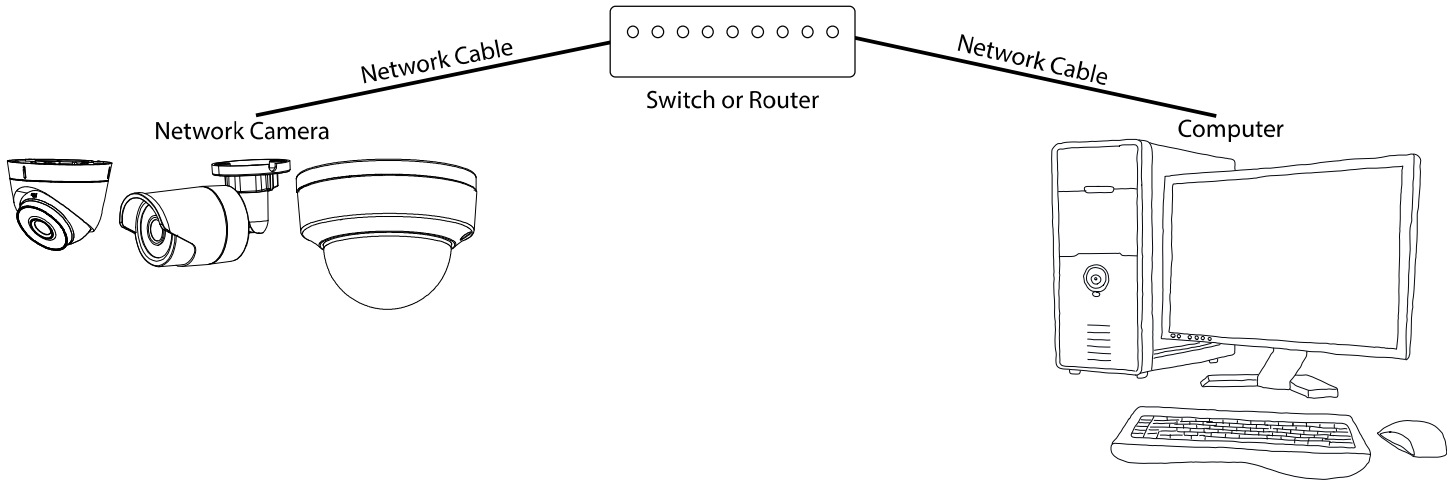 Network Cable
Network Cable
Switch or Router
Network Camera
Computer